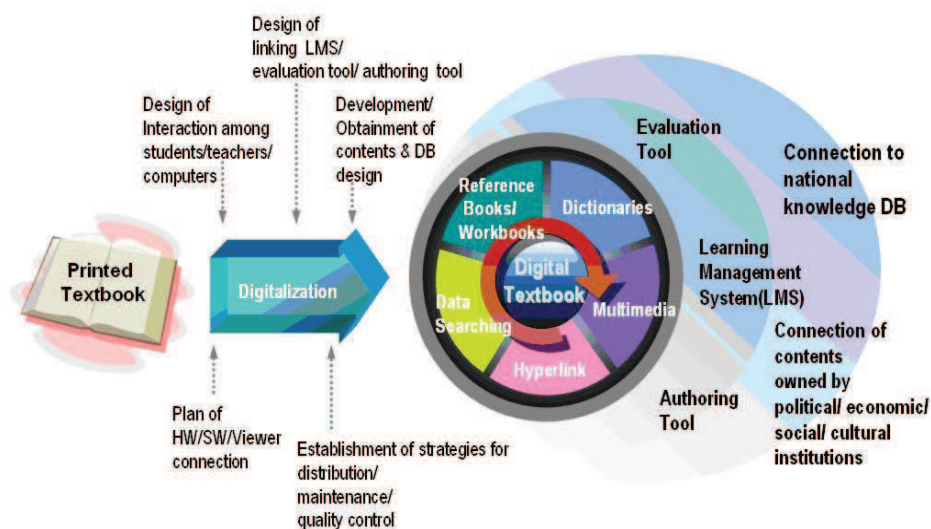 Design of
linking LMS/
evaluation tool/ authoring tool
Design of
Interaction among
students/teachers/
computers
Development/
Obtainment of
contents & DB
design
Printed
Textbook
Digitalization
Plan of
HW/SW/Viewer
connection
Establishment of strategies for
distribution/
maintenance/
quality control
Reference
Books/
Workbooks
Dictionaries
Digital
Textbook
Data
Searching
Multimedia
Hyperlink
Evaluation
Tool
Learning
Management
System(LMS)
Authoring
Tool
Connection to
national
knowledge DB
Connection of
contents
owned by
political/ economic/
social/ cultural
institutions